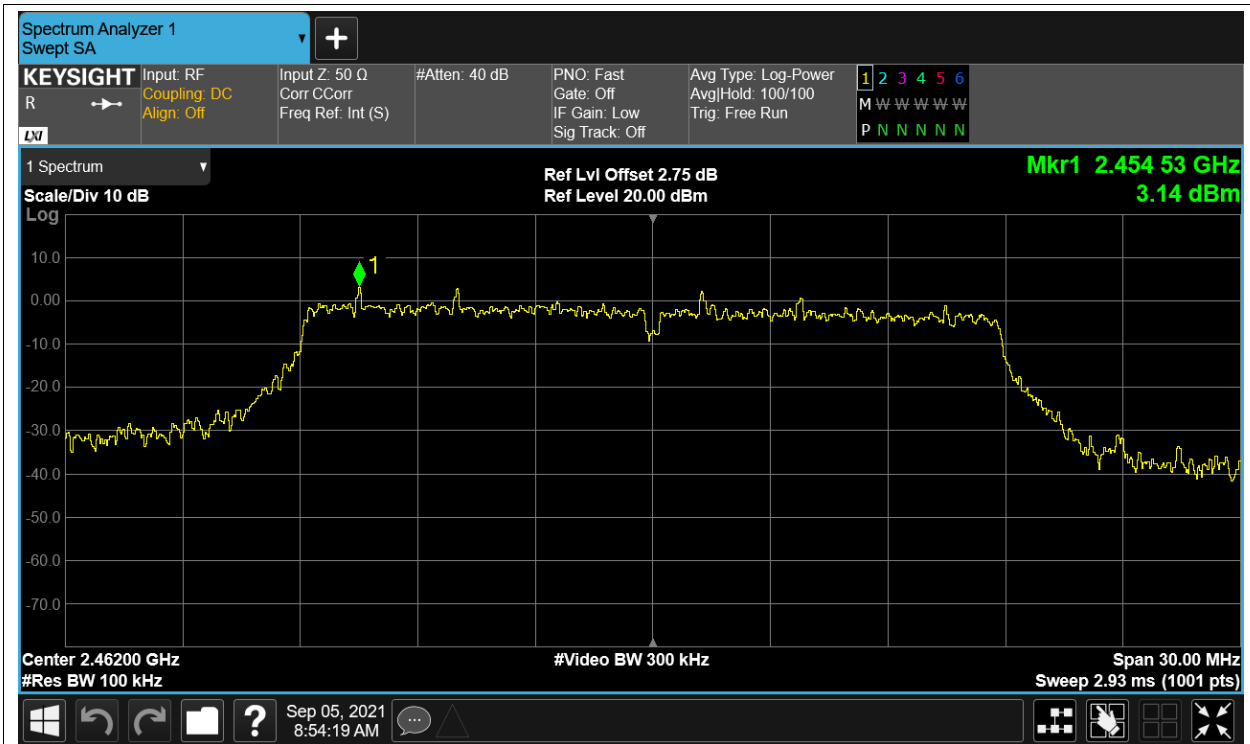 Spectrum Analyzer 1
Swept SA
+
KEYSIGHT
R
LXI
Input: RF
Coupling: DC
Align: Off
Input Z: 50 Ω
Corr CCorr
Freq Ref: Int (S)
#Atten: 40 dB
PNO: Fast
Gate: Off
IF Gain: Low
Sig Track: Off
Avg Type: Log-Power
Avg|Hold: 100/100
Trig: Free Run
1 2 3 4 5 6
M W W W W W
P N N N N N
1 Spectrum
Scale/Div 10 dB
Log
Ref Lvl Offset 2.75 dB
Ref Level 20.00 dBm
Mkr1 2.454 53 GHz
3.14 dBm
1
10.0
0.00
-10.0
-20.0
-30.0
-40.0
-50.0
-60.0
-70.0
Center 2.46200 GHz
#Res BW 100 kHz
#Video BW 300 kHz
Span 30.00 MHz
Sweep 2.93 ms (1001 pts)
?
Sep 05, 2021
8:54:19 AM